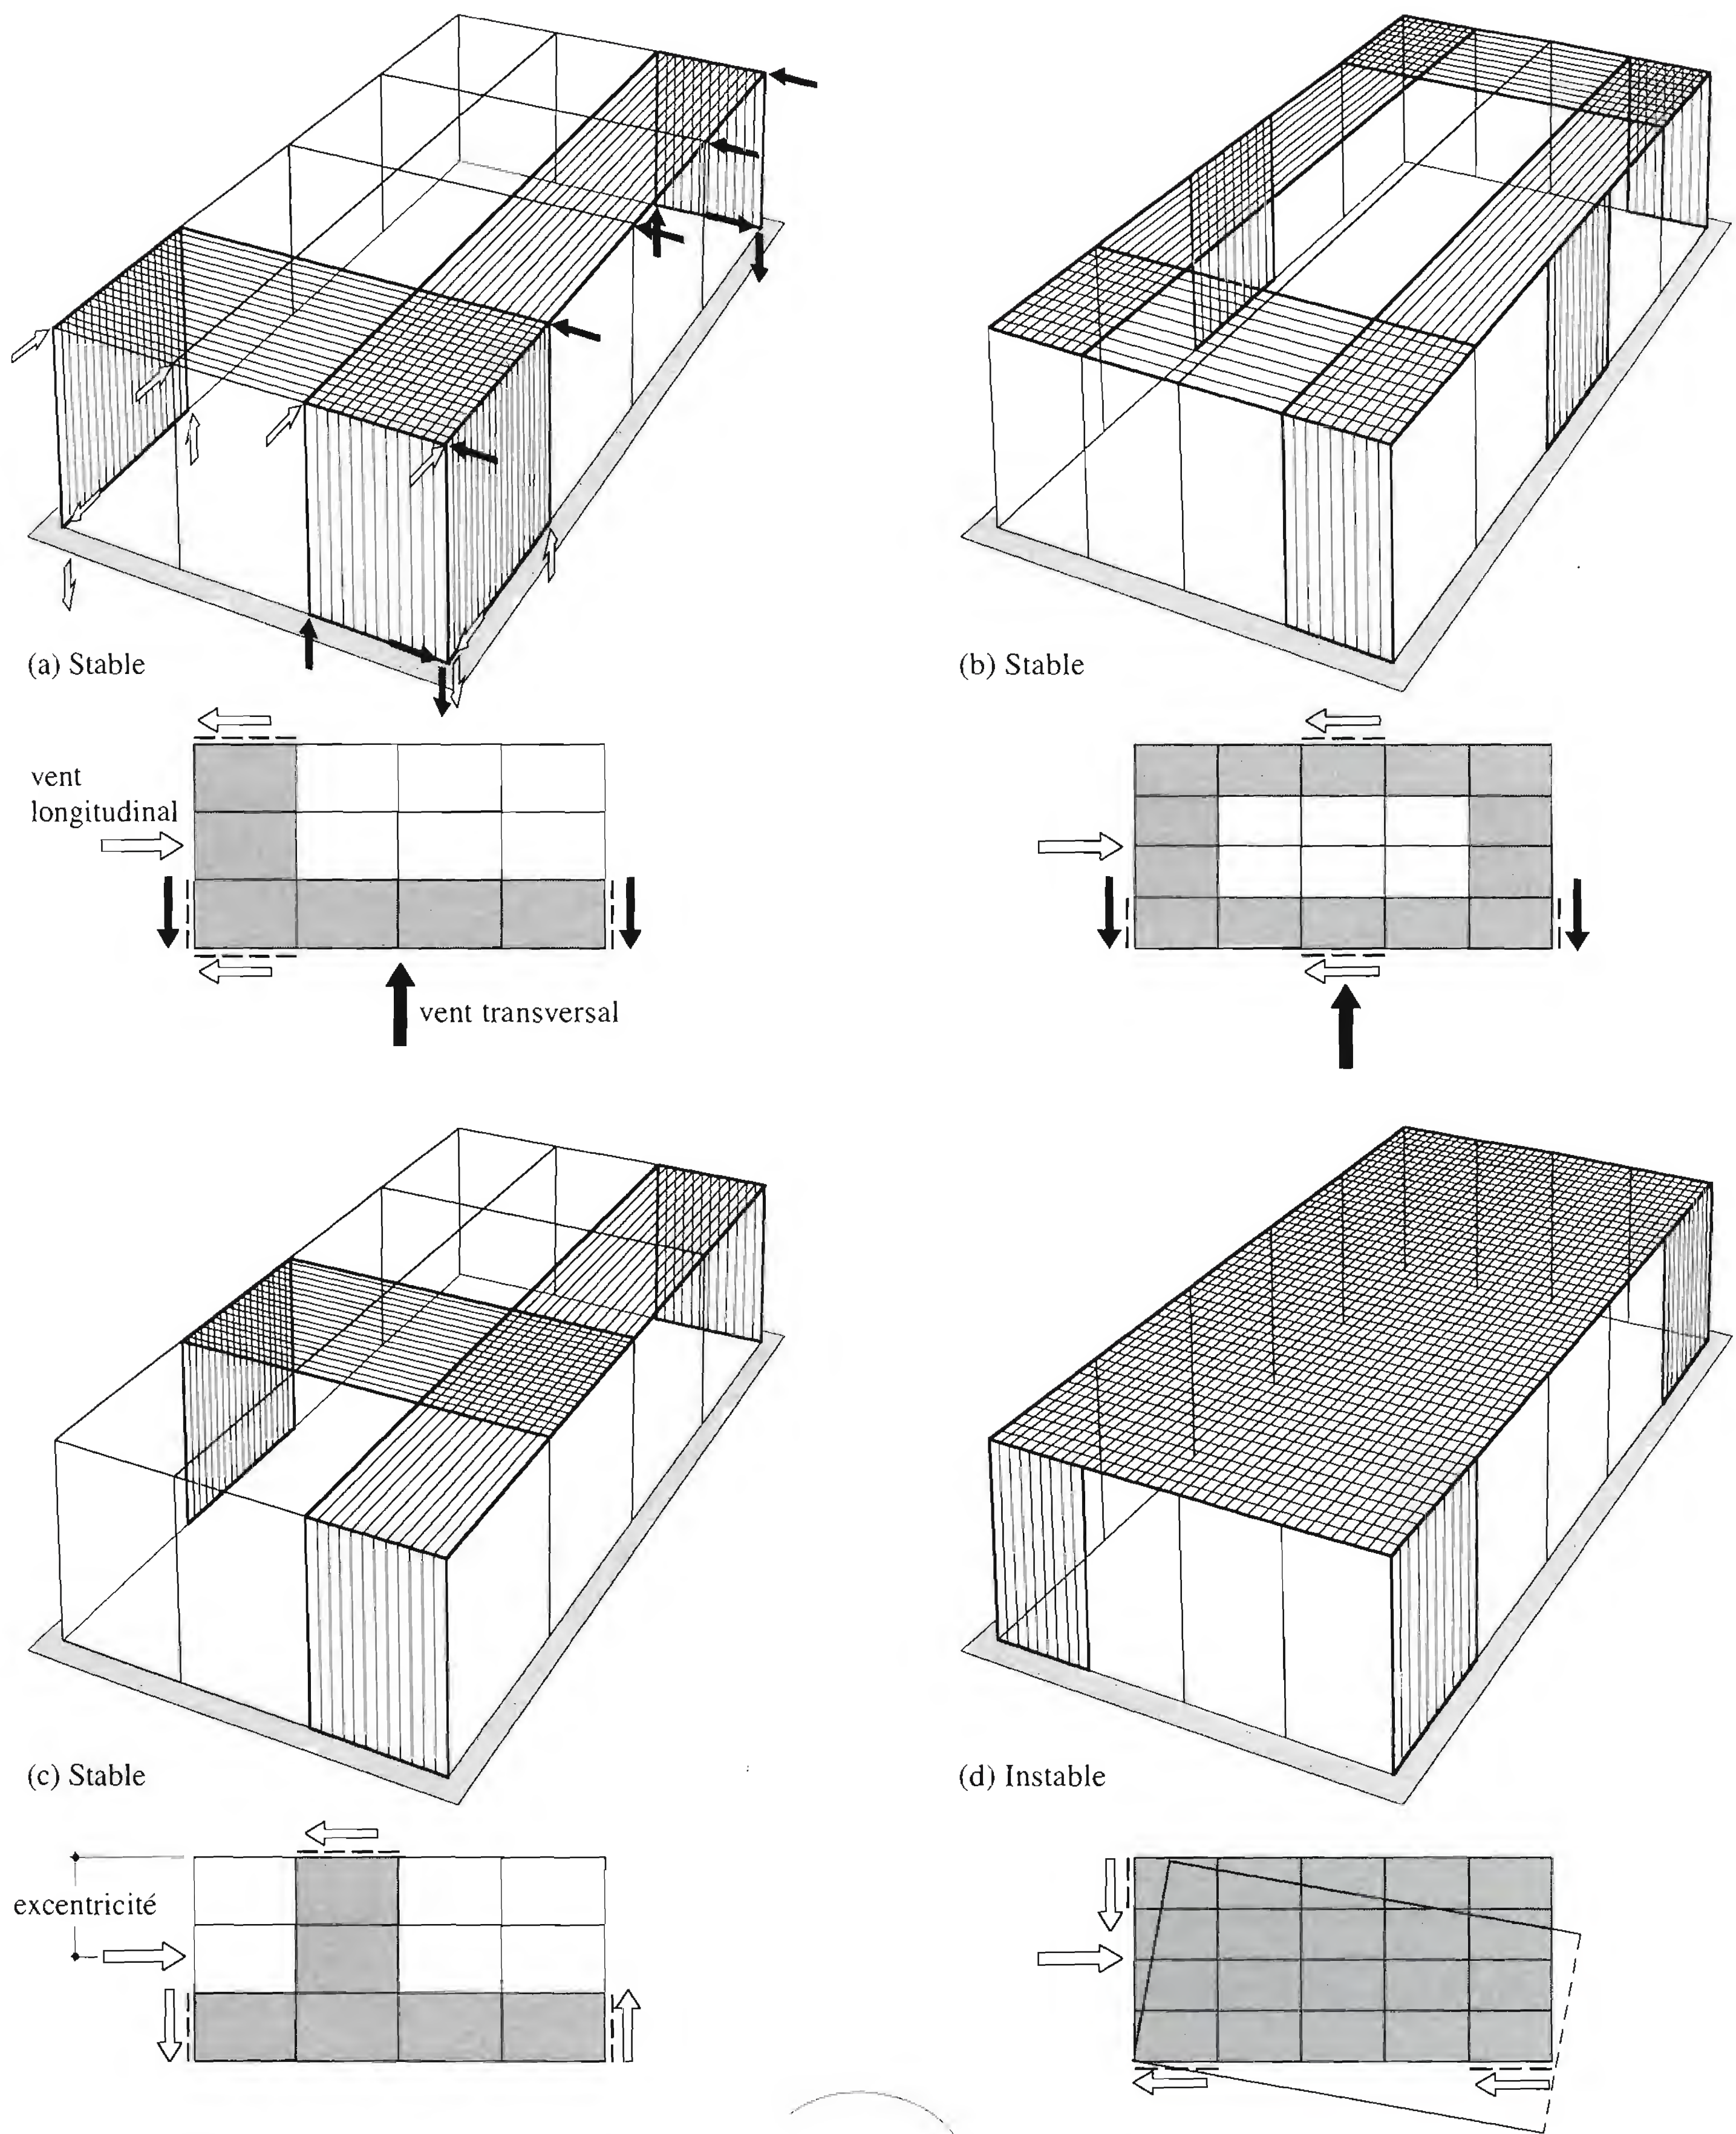 (a) Stable
(b) Stable
vent
longitudinal
vent transversal
(c) Stable
(d) Instable
excentricité